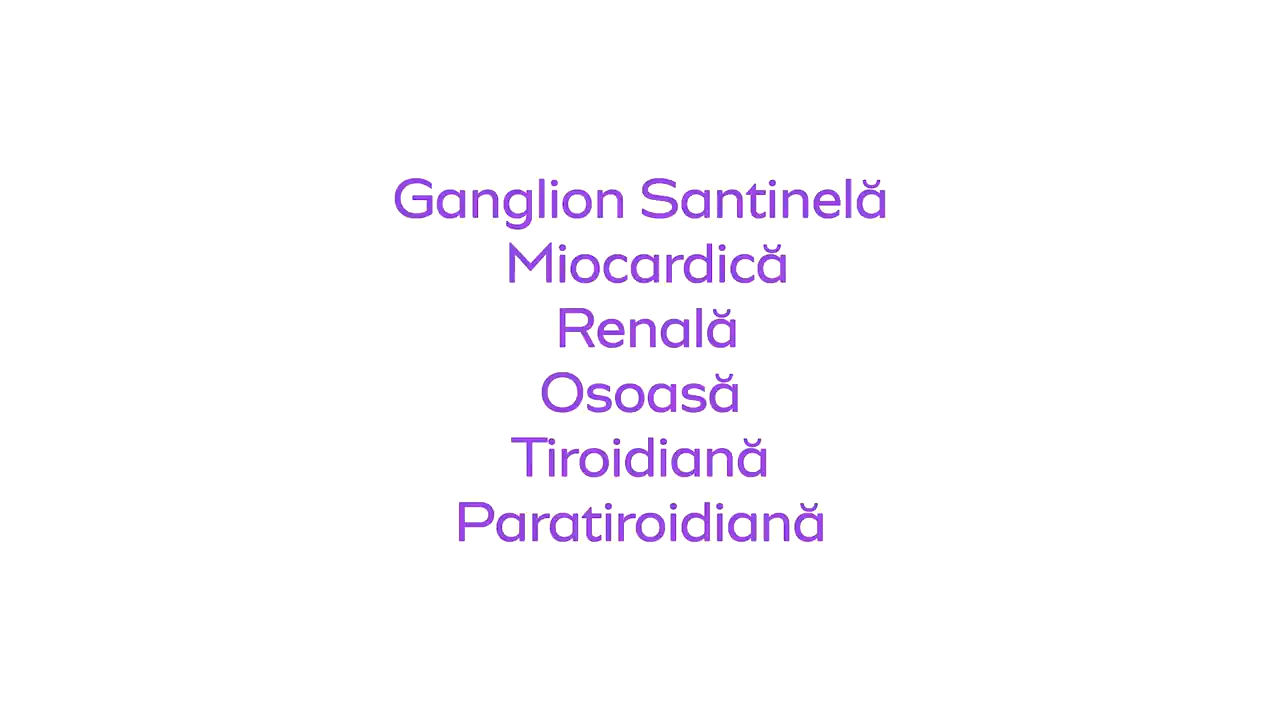 Ganglion Santinelă
Miocardică
Renală
Osoasă
Tiroidiană
Paratiroidiană